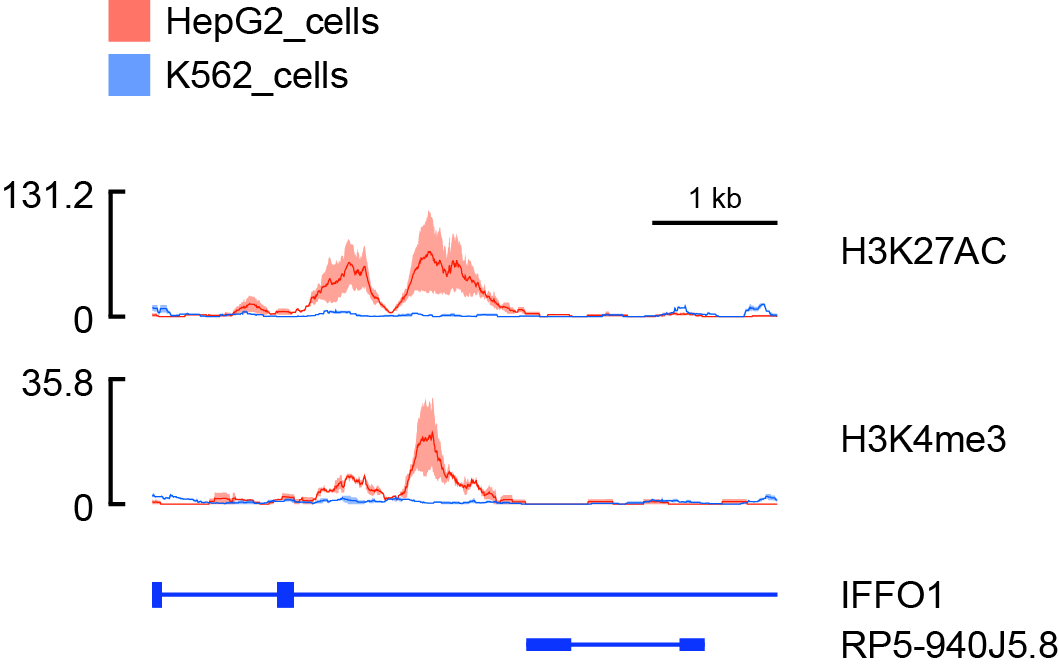 HepG2_cells
K562_cells
131.2
1 kb
H3K27AC
0
35.8
H3K4me3
0
IFFO1
RP5-940J5.8